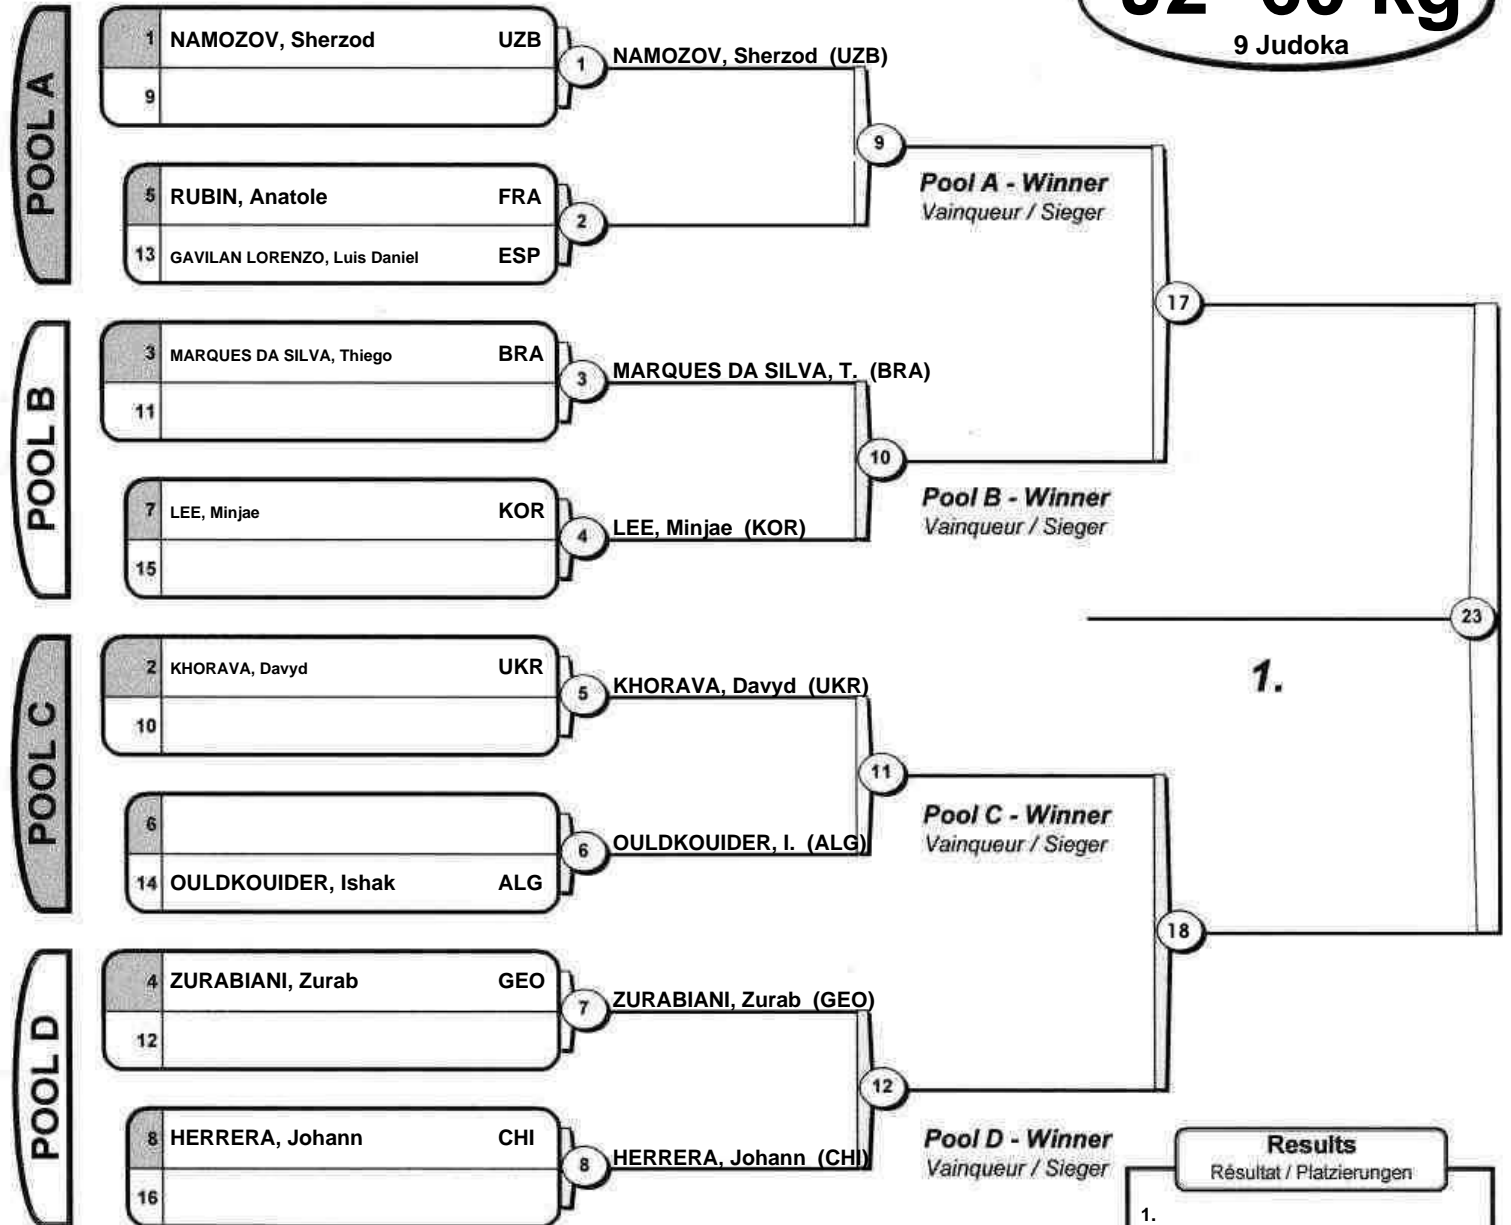 -60 kg
9 Judoka
POOL A
1 NAMOZOV, Sherzod UZB
9
1
NAMOZOV, Sherzod (UZB)
5 RUBIN, Anatole FRA
13 GAVILAN LORENZO, Luis Daniel ESP
2
9
Pool A - Winner
Vainqueur / Sieger
POOL B
3 MARQUES DA SILVA, Thiego BRA
11
3
MARQUES DA SILVA, T. (BRA)
7 LEE, Minjae KOR
15
4
LEE, Minjae (KOR)
10
Pool B - Winner
Vainqueur / Sieger
17
POOL C
2 KHORAVA, Davyd UKR
10
5
KHORAVA, Davyd (UKR)
6
14 OULDKOUIDER, Ishak ALG
6
OULDKOUIDER, I. (ALG)
11
Pool C - Winner
Vainqueur / Sieger
POOL D
4 ZURABIANI, Zurab GEO
12
7
ZURABIANI, Zurab (GEO)
8 HERRERA, Johann CHI
16
8
HERRERA, Johann (CHI)
12
Pool D - Winner
Vainqueur / Sieger
18
23
1.
Results
Résultat / Platzierungen
1.